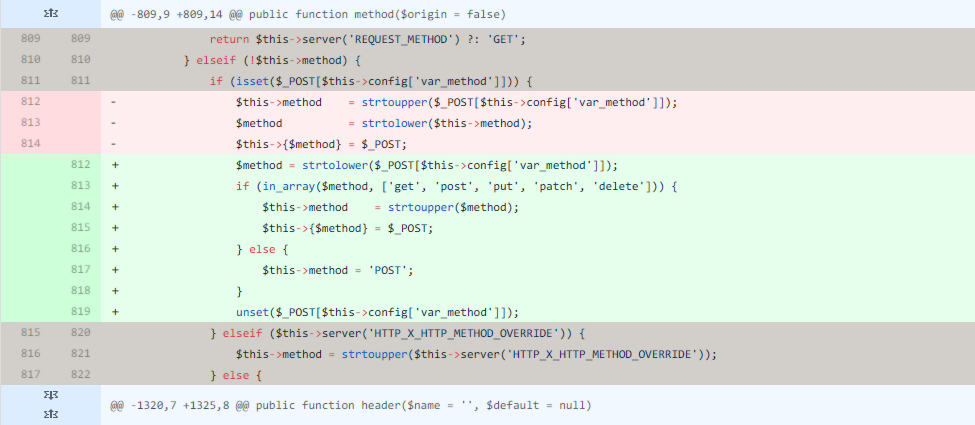 @@ -809,9 +809,14 @@ public function method($origin = false)
809 809 return $this->server('REQUEST_METHOD') ?: 'GET';
810 810 } elseif (!$this->method) {
811 811 if (isset($_POST[$this->config['var_method']])) {
812 - $this->method = strtoupper($_POST[$this->config['var_method']]);
813 - $method = strtolower($this->method);
814 - $this->{$method} = $_POST;
812 + $method = strtolower($_POST[$this->config['var_method']]);
813 + if (in_array($method, ['get', 'post', 'put', 'patch', 'delete'])) {
814 + $this->method = strtoupper($method);
815 + $this->{$method} = $_POST;
816 + } else {
817 + $this->method = 'POST';
818 + }
819 + unset($_POST[$this->config['var_method']]);
815 820 } elseif ($this->server('HTTP_X_HTTP_METHOD_OVERRIDE')) {
816 821 $this->method = strtoupper($this->server('HTTP_X_HTTP_METHOD_OVERRIDE'));
817 822 } else {
@@ -1320,7 +1325,8 @@ public function header($name = '', $default = null)